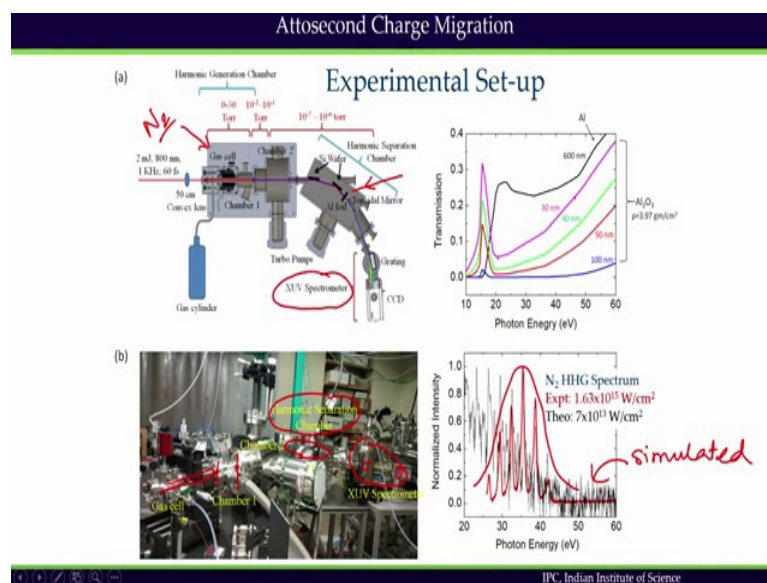 Attosecond Charge Migration
Experimental Set-up
(a)
Harmonic Generation Chamber
0-30
Torr
10⁻²-10⁻¹
Torr
10⁻⁵ – 10⁻⁶ torr
Harmonic Separation
Chamber
N₂
2 mJ, 800 nm,
1 KHz, 60 fs
50 cm
Convex lens
Gas cell
Chamber 1
Chamber 2
Si Wafer
Al foil
Toroidal Mirror
Turbo Pumps
Grating
XUV Spectrometer
CCD
Gas cylinder
Transmission
0.4
0.3
0.2
0.1
0.0
Al
600 nm
30 nm
40 nm
50 nm
100 nm
Al₂O₃
ρ=3.97 gm/cm³
10 20 30 40 50 60
Photon Enegry (eV)
(b)
Harmonic Separation
Chamber
Chamber 2
Gas cell
Chamber 1
XUV Spectrometer
Normalized Intensity
1.0
0.8
0.6
0.4
0.2
0.0
N₂ HHG Spectrum
Expt: 1.63x10¹⁵ W/cm²
Theo: 7x10¹³ W/cm²
simulated
20 30 40 50 60
Photon Energy (eV)
IPC, Indian Institute of Science